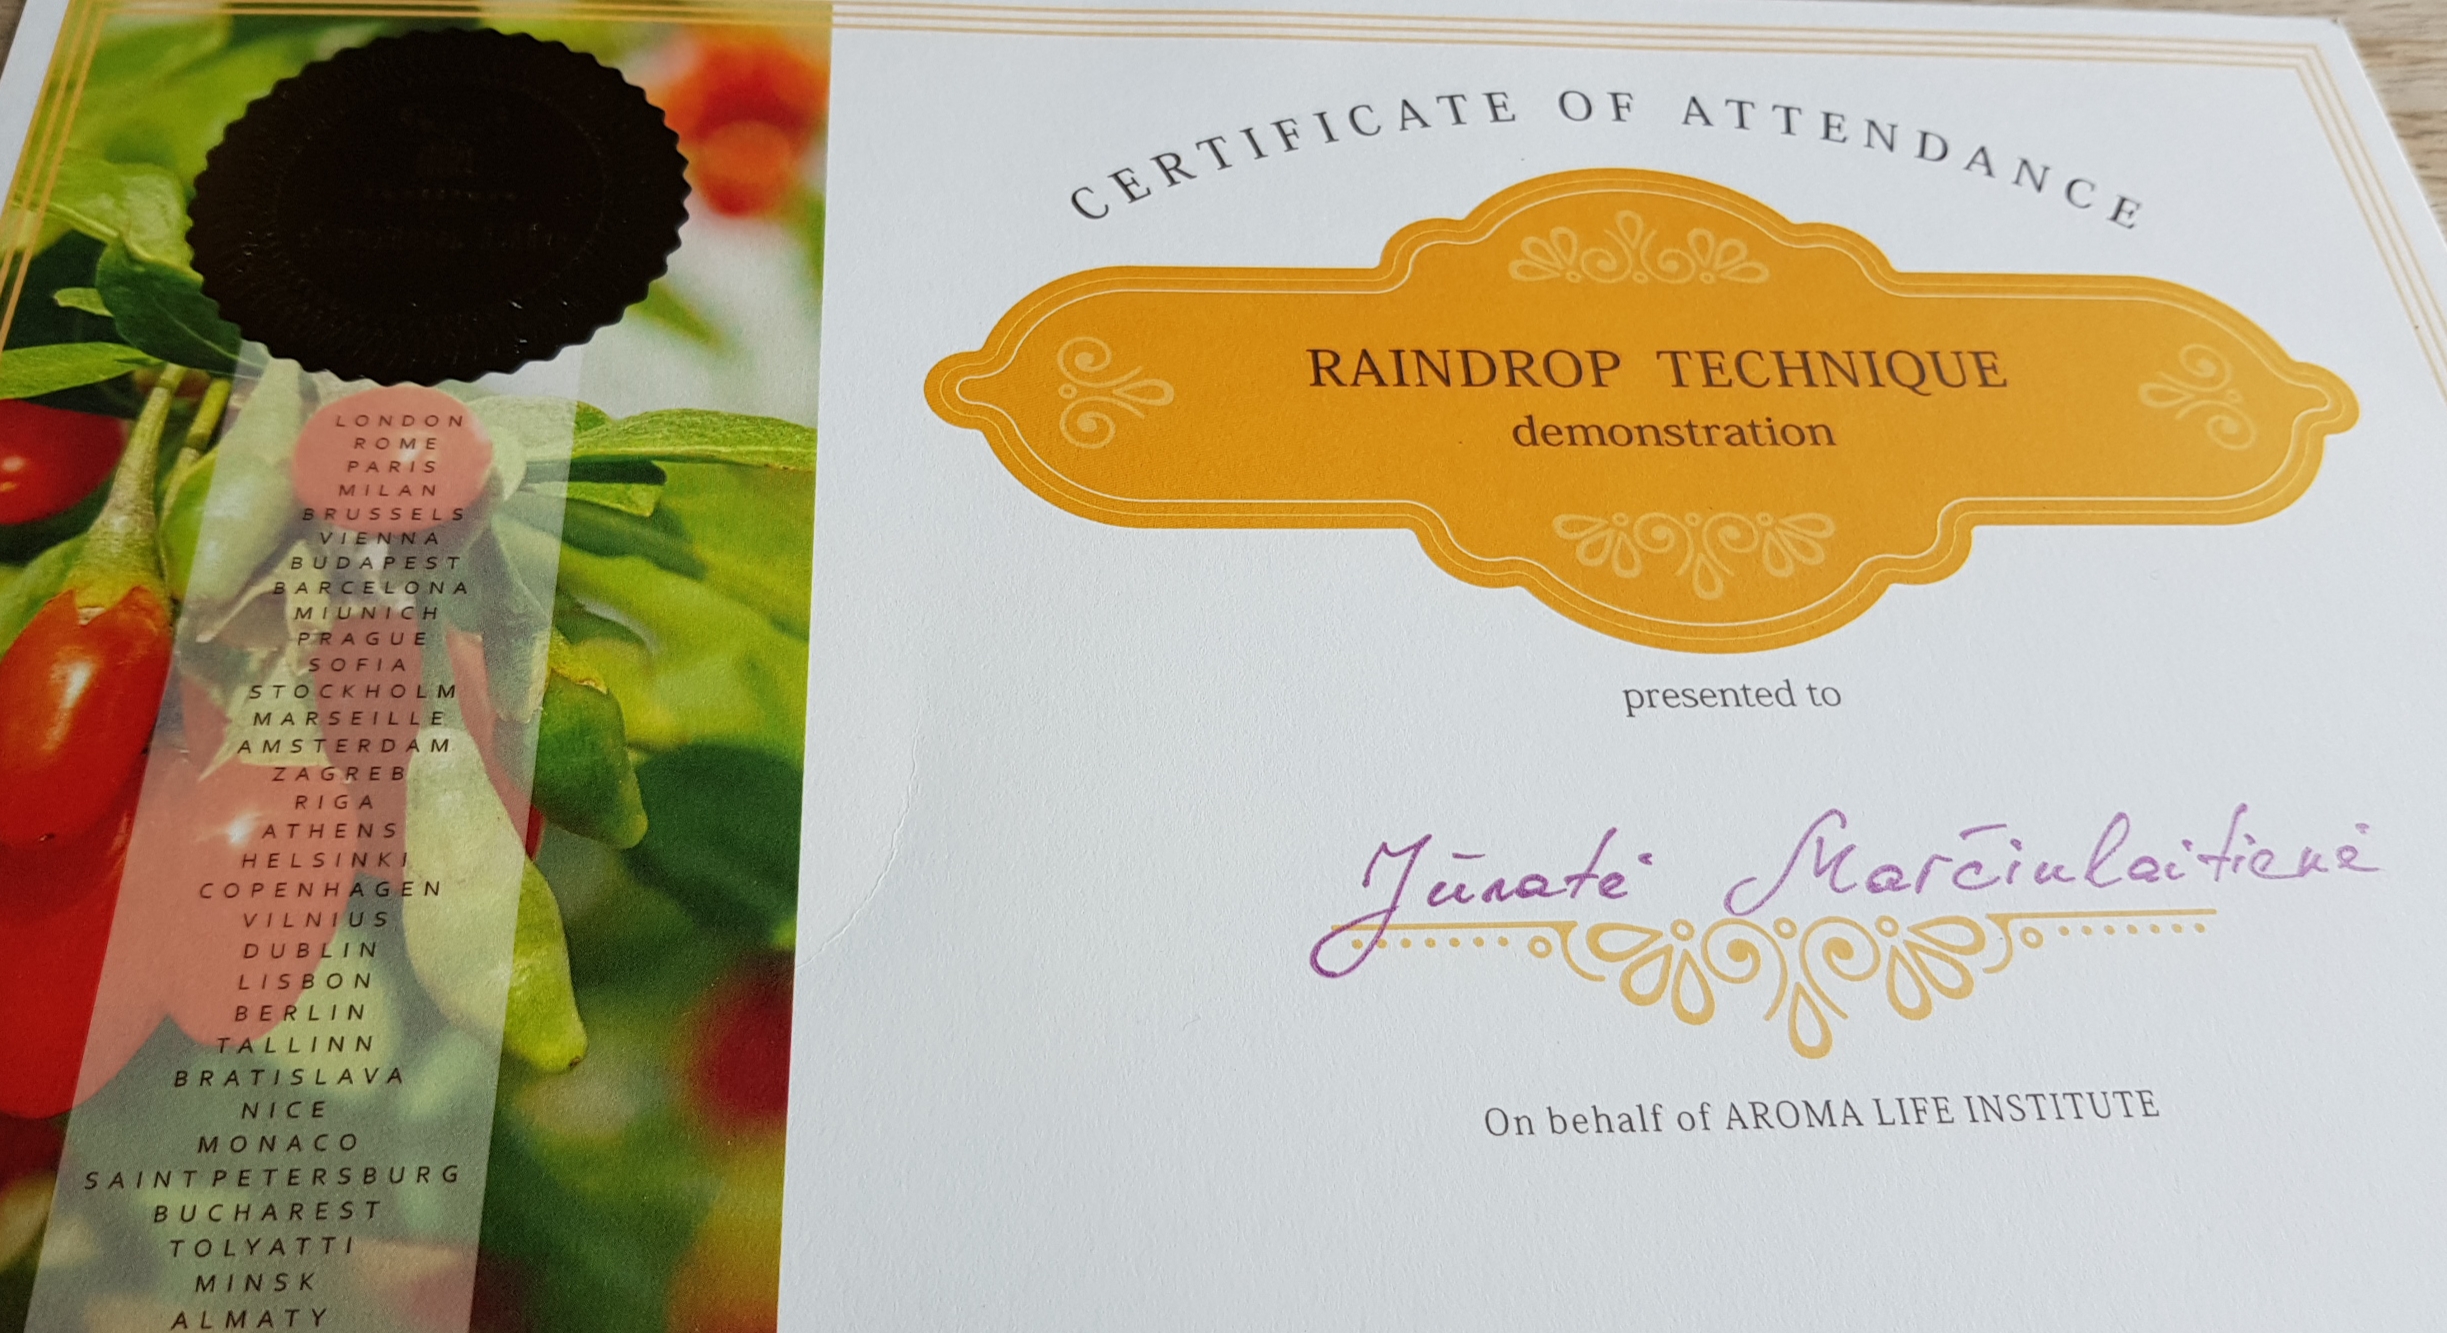 CERTIFICATE OF ATTENDANCE
RAINDROP TECHNIQUE
demonstration
presented to
Jūratė Marčiulaitienė
On behalf of AROMA LIFE INSTITUTE
LONDON
ROME
PARIS
MILAN
BRUSSELS
VIENNA
BUDAPEST
BARCELONA
MIUNICH
PRAGUE
SOFIA
STOCKHOLM
MARSEILLE
AMSTERDAM
ZAGREB
RIGA
ATHENS
HELSINKI
COPENHAGEN
VILNIUS
DUBLIN
LISBON
BERLIN
TALLINN
BRATISLAVA
NICE
MONACO
SAINT PETERSBURG
BUCHAREST
TOLYATTI
MINSK
ALMATY